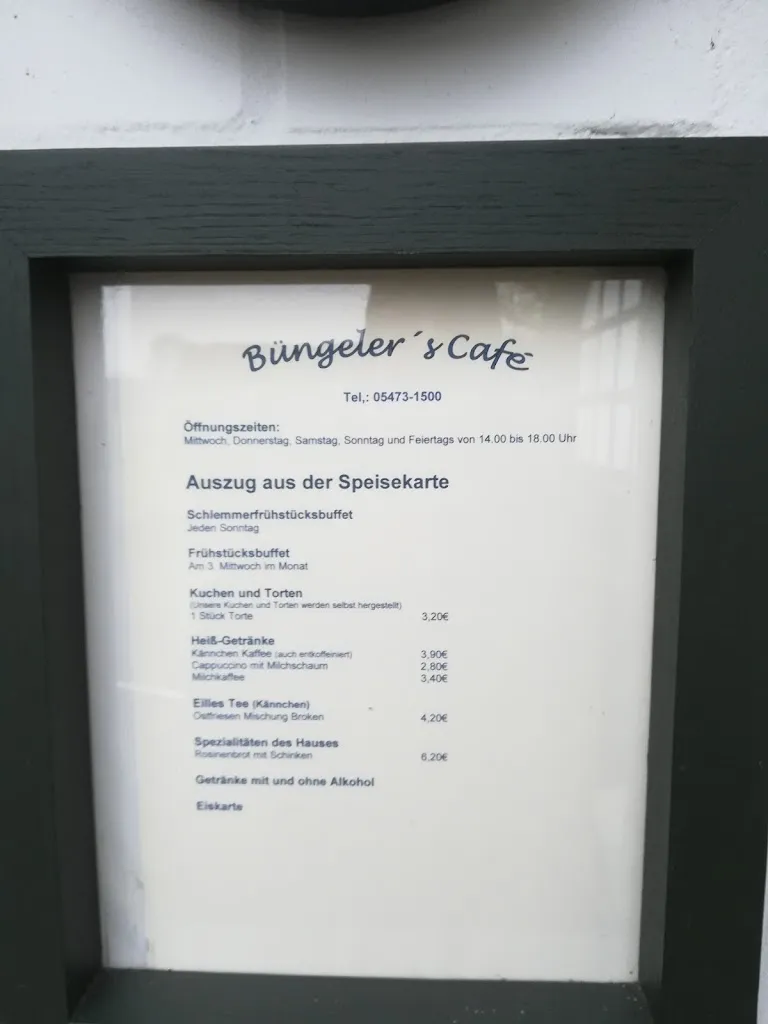 Büngeler´s Café
Tel,: 05473-1500
Öffnungszeiten:
Mittwoch, Donnerstag, Samstag, Sonntag und Feiertags von 14.00 bis 18.00 Uhr
Auszug aus der Speisekarte
Schlemmerfrühstücksbuffet
Jeden Sonntag
Frühstücksbuffet
Am 3. Mittwoch im Monat
Kuchen und Torten
(Unsere Kuchen und Torten werden selbst hergestellt)
1 Stück Torte 3,20€
Heiß-Getränke
Kännchen Kaffee (auch entkoffeiniert) 3,90€
Cappuccino mit Milchschaum 2,80€
Milchkaffee 3,40€
Eilles Tee (Kännchen)
Ostfriesen Mischung Broken 4,20€
Spezialitäten des Hauses
Rosinenbrot mit Schinken 6,20€
Getränke mit und ohne Alkohol
Eiskarte